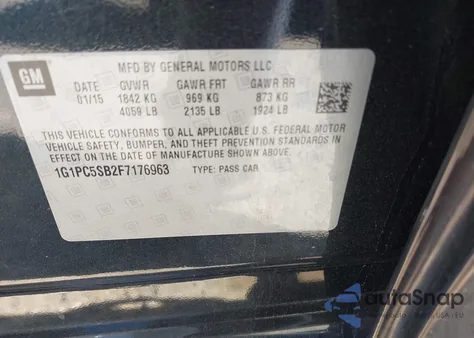 GM
MFD BY GENERAL MOTORS LLC
DATE GVWR GAWR FRT GAWR RR
01/15 1842 KG 969 KG 873 KG
4059 LB 2135 LB 1924 LB
THIS VEHICLE CONFORMS TO ALL APPLICABLE U.S. FEDERAL MOTOR
VEHICLE SAFETY, BUMPER, AND THEFT PREVENTION STANDARDS IN
EFFECT ON THE DATE OF MANUFACTURE SHOWN ABOVE.
1G1PC5SB2F7176963 TYPE: PASS CAR
autaSnap